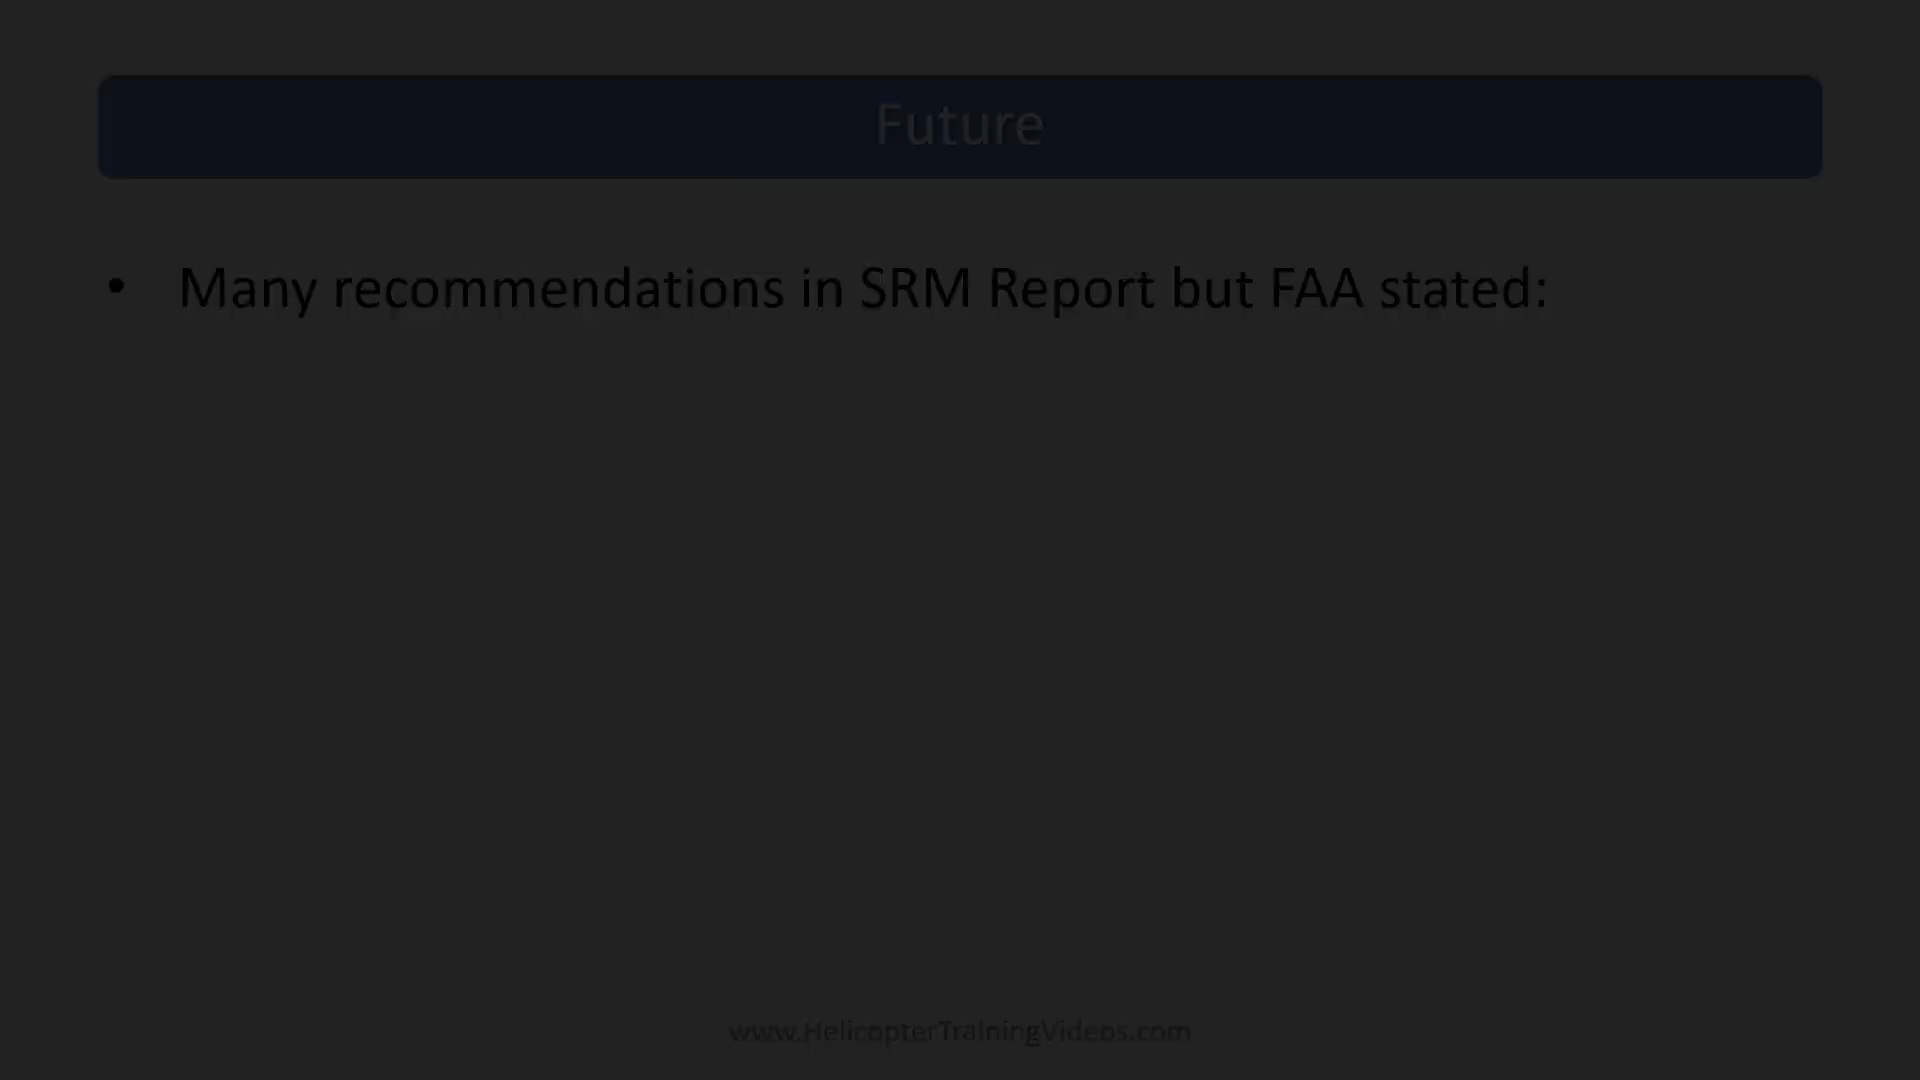 Future
• Many recommendations in SRM Report but FAA stated:
www.HelicopterTrainingVideos.com